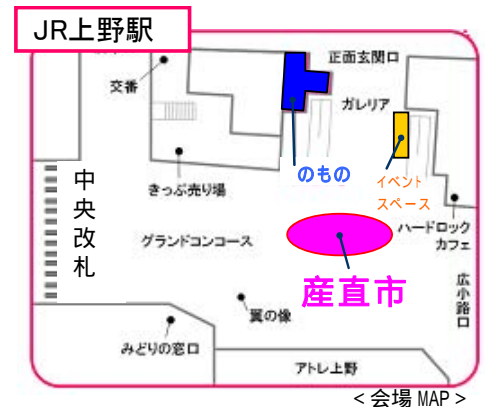 JR上野駅
正面玄関口
交番
ガレリア
のもの
イベント
スペース
きっぷ売り場
中央改札
グランドコンコース
ハードロック
カフェ
産直市
広小路口
翼の像
みどりの窓口
アトレ上野
<会場 MAP>